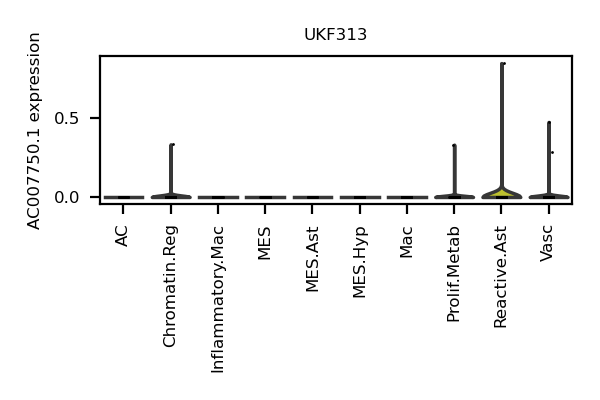 UKF313
AC007750.1 expression
0.5
0.0
AC
Chromatin.Reg
Inflammatory.Mac
MES
MES.Ast
MES.Hyp
Mac
Prolif.Metab
Reactive.Ast
Vasc